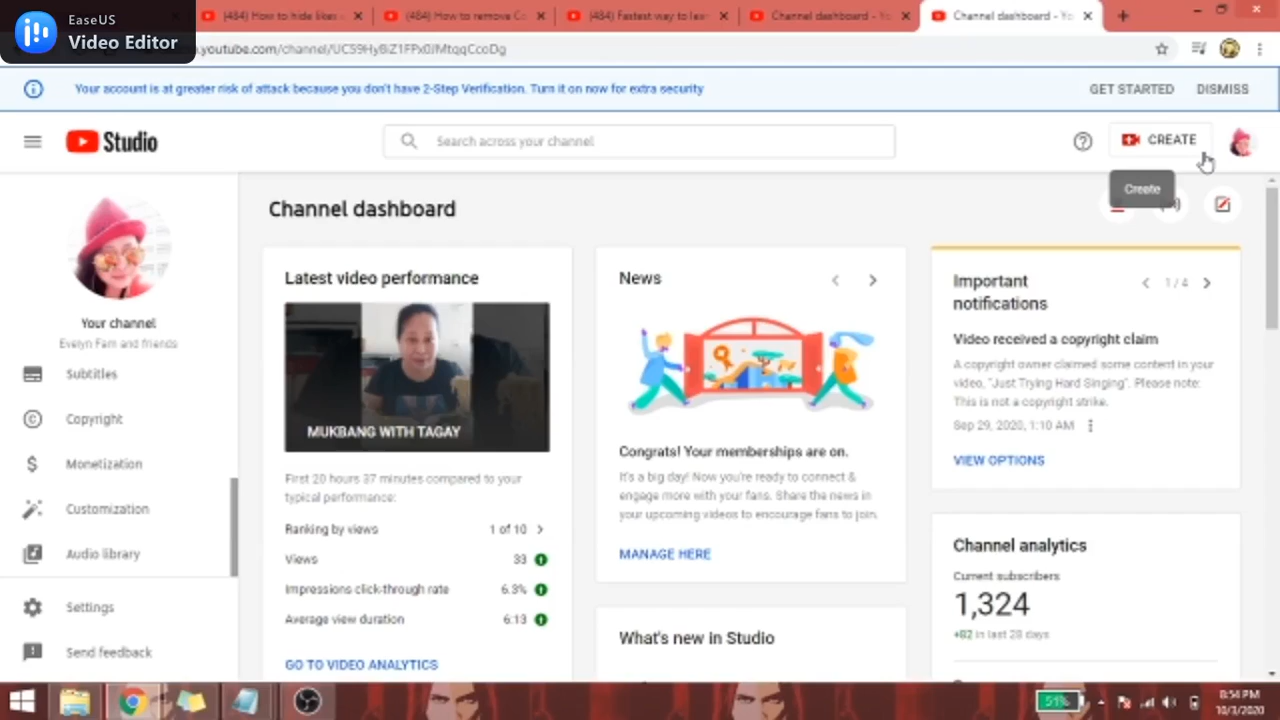 EaseUS
Video Editor
(484) How to hide likes
(484) How to remove Co
(484) Fastest way to lear
Channel dashboard - Yo
Channel dashboard - Yo
.youtube.com/channel/
Your account is at greater risk of attack because you don't have 2-Step Verification. Turn it on now for extra security
GET STARTED
DISMISS
Studio
Search across your channel
CREATE
Create
Channel dashboard
Your channel
Evelyn Fam and friends
Subtitles
Copyright
Monetization
Customization
Audio library
Settings
Send feedback
Latest video performance
MUKBANG WITH TAGAY
First 20 hours 37 minutes compared to your
typical performance:
Ranking by views 1 of 10
Views 33
Impressions click-through rate 6.3%
Average view duration 6:13
GO TO VIDEO ANALYTICS
News
Congrats! Your memberships are on.
It's a big day! Now you're ready to connect &
engage more with your fans. Share the news in
your upcoming videos to encourage fans to join.
MANAGE HERE
What's new in Studio
Important
notifications
1 / 4
Video received a copyright claim
A copyright owner claimed some content in your
video, "Just Trying Hard Singing". Please note:
This is not a copyright strike.
Sep 29, 2020, 1:10 AM
VIEW OPTIONS
Channel analytics
Current subscribers
1,324
+82 in last 28 days
51%
8:54 PM
10/3/2020